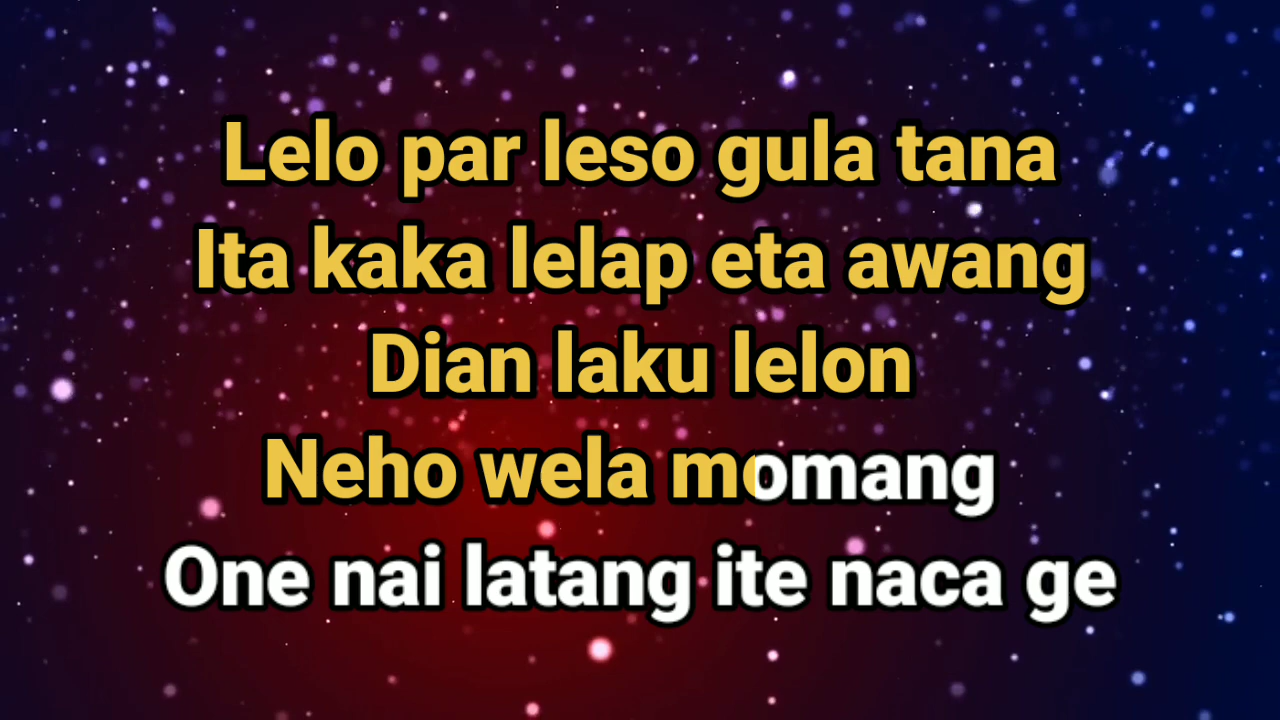 Lelo par leso gula tana
Ita kaka lelap eta awang
Dian laku lelon
Neho wela momang
One nai latang ite naca ge